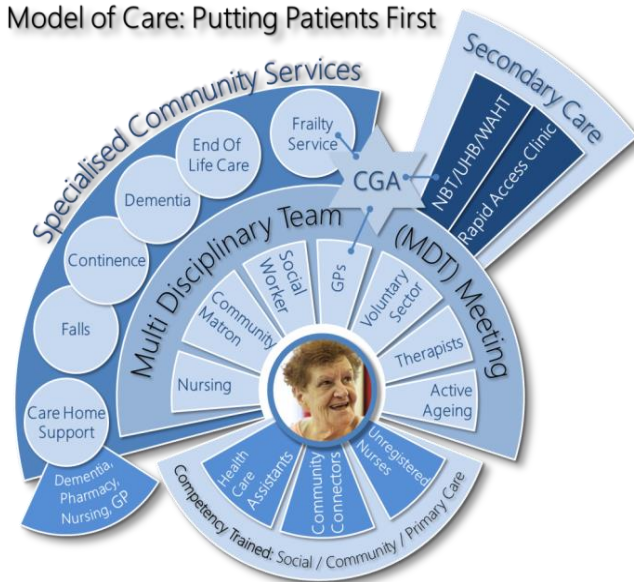 Model of Care: Putting Patients First
Specialised Community Services
Frailty
Service
End Of
Life Care
Dementia
Continence
Falls
Care Home
Support
Dementia,
Pharmacy,
Nursing, GP
CGA
Secondary Care
NBT/UHB/WAHT
Rapid Access Clinic
Multi Disciplinary Team
(MDT) Meeting
Nursing
Community
Matron
Social
Worker
GPs
Voluntary
Sector
Therapists
Active
Ageing
Health
Care
Assistants
Community
Connectors
Unregistered
Nurses
Competency Trained: Social / Community / Primary Care